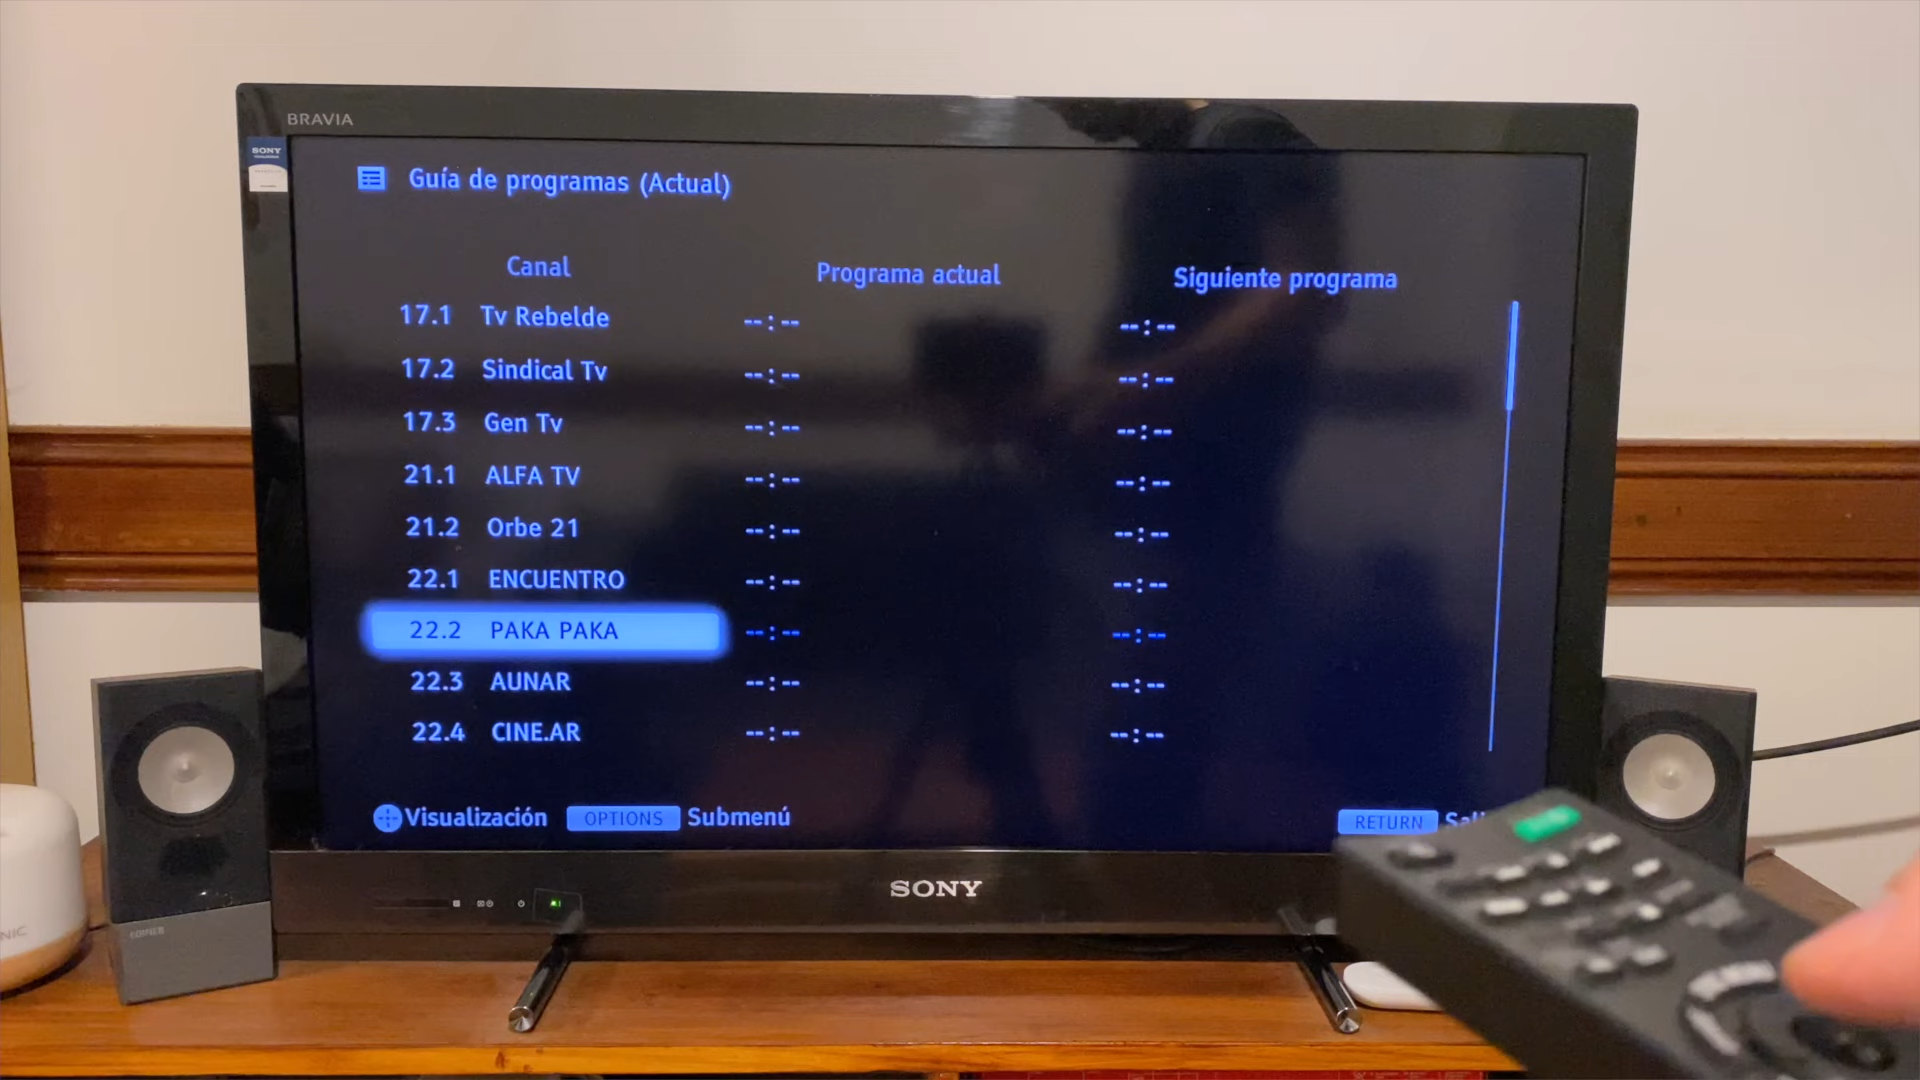 BRAVIA
SONY
Guía de programas (Actual)
Canal Programa actual Siguiente programa
17.1 Tv Rebelde --:-- --:--
17.2 Sindical Tv --:-- --:--
17.3 Gen Tv --:-- --:--
21.1 ALFA TV --:-- --:--
21.2 Orbe 21 --:-- --:--
22.1 ENCUENTRO --:-- --:--
22.2 PAKA PAKA --:-- --:--
22.3 AUNAR --:-- --:--
22.4 CINE.AR --:-- --:--
Visualización OPTIONS Submenú RETURN
SONY